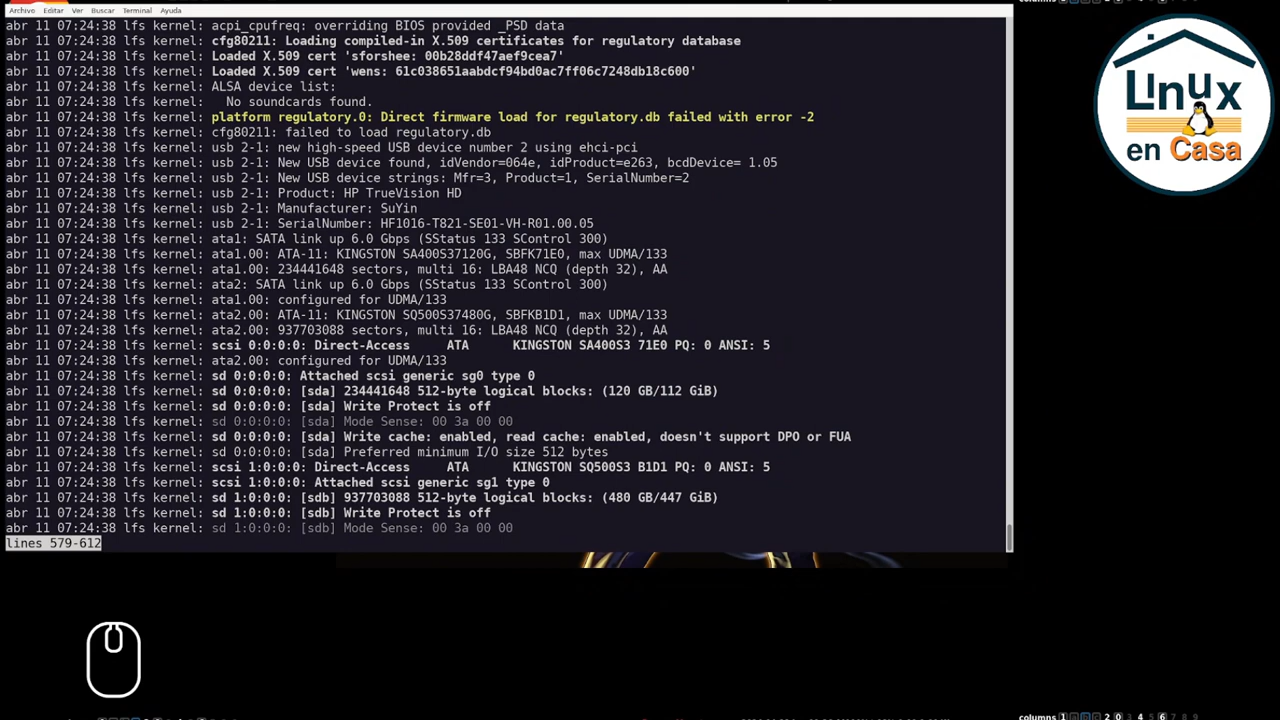 columns
Archivo Editar Ver Buscar Terminal Ayuda
abr 11 07:24:38 lfs kernel: acpi_cpufreq: overriding BIOS provided _PSD data
abr 11 07:24:38 lfs kernel: cfg80211: Loading compiled-in X.509 certificates for regulatory database
abr 11 07:24:38 lfs kernel: Loaded X.509 cert 'sforshee: 00b28ddf47aef9cea7'
abr 11 07:24:38 lfs kernel: Loaded X.509 cert 'wens: 61c038651aabdcf94bd0ac7ff06c7248db18c600'
abr 11 07:24:38 lfs kernel: ALSA device list:
abr 11 07:24:38 lfs kernel:   No soundcards found.
abr 11 07:24:38 lfs kernel: platform regulatory.0: Direct firmware load for regulatory.db failed with error -2
abr 11 07:24:38 lfs kernel: cfg80211: failed to load regulatory.db
abr 11 07:24:38 lfs kernel: usb 2-1: new high-speed USB device number 2 using ehci-pci
abr 11 07:24:38 lfs kernel: usb 2-1: New USB device found, idVendor=064e, idProduct=e263, bcdDevice= 1.05
abr 11 07:24:38 lfs kernel: usb 2-1: New USB device strings: Mfr=3, Product=1, SerialNumber=2
abr 11 07:24:38 lfs kernel: usb 2-1: Product: HP TrueVision HD
abr 11 07:24:38 lfs kernel: usb 2-1: Manufacturer: SuYin
abr 11 07:24:38 lfs kernel: usb 2-1: SerialNumber: HF1016-T821-SE01-VH-R01.00.05
abr 11 07:24:38 lfs kernel: ata1: SATA link up 6.0 Gbps (SStatus 133 SControl 300)
abr 11 07:24:38 lfs kernel: ata1.00: ATA-11: KINGSTON SA400S37120G, SBFK71E0, max UDMA/133
abr 11 07:24:38 lfs kernel: ata1.00: 234441648 sectors, multi 16: LBA48 NCQ (depth 32), AA
abr 11 07:24:38 lfs kernel: ata2: SATA link up 6.0 Gbps (SStatus 133 SControl 300)
abr 11 07:24:38 lfs kernel: ata1.00: configured for UDMA/133
abr 11 07:24:38 lfs kernel: ata2.00: ATA-11: KINGSTON SQ500S37480G, SBFKB1D1, max UDMA/133
abr 11 07:24:38 lfs kernel: ata2.00: 937703088 sectors, multi 16: LBA48 NCQ (depth 32), AA
abr 11 07:24:38 lfs kernel: scsi 0:0:0:0: Direct-Access     ATA      KINGSTON SA400S3 71E0 PQ: 0 ANSI: 5
abr 11 07:24:38 lfs kernel: ata2.00: configured for UDMA/133
abr 11 07:24:38 lfs kernel: sd 0:0:0:0: Attached scsi generic sg0 type 0
abr 11 07:24:38 lfs kernel: sd 0:0:0:0: [sda] 234441648 512-byte logical blocks: (120 GB/112 GiB)
abr 11 07:24:38 lfs kernel: sd 0:0:0:0: [sda] Write Protect is off
abr 11 07:24:38 lfs kernel: sd 0:0:0:0: [sda] Mode Sense: 00 3a 00 00
abr 11 07:24:38 lfs kernel: sd 0:0:0:0: [sda] Write cache: enabled, read cache: enabled, doesn't support DPO or FUA
abr 11 07:24:38 lfs kernel: sd 0:0:0:0: [sda] Preferred minimum I/O size 512 bytes
abr 11 07:24:38 lfs kernel: scsi 1:0:0:0: Direct-Access     ATA      KINGSTON SQ500S3 B1D1 PQ: 0 ANSI: 5
abr 11 07:24:38 lfs kernel: scsi 1:0:0:0: Attached scsi generic sg1 type 0
abr 11 07:24:38 lfs kernel: sd 1:0:0:0: [sdb] 937703088 512-byte logical blocks: (480 GB/447 GiB)
abr 11 07:24:38 lfs kernel: sd 1:0:0:0: [sdb] Write Protect is off
abr 11 07:24:38 lfs kernel: sd 1:0:0:0: [sdb] Mode Sense: 00 3a 00 00
lines 579-612
Linux
en Casa
columns